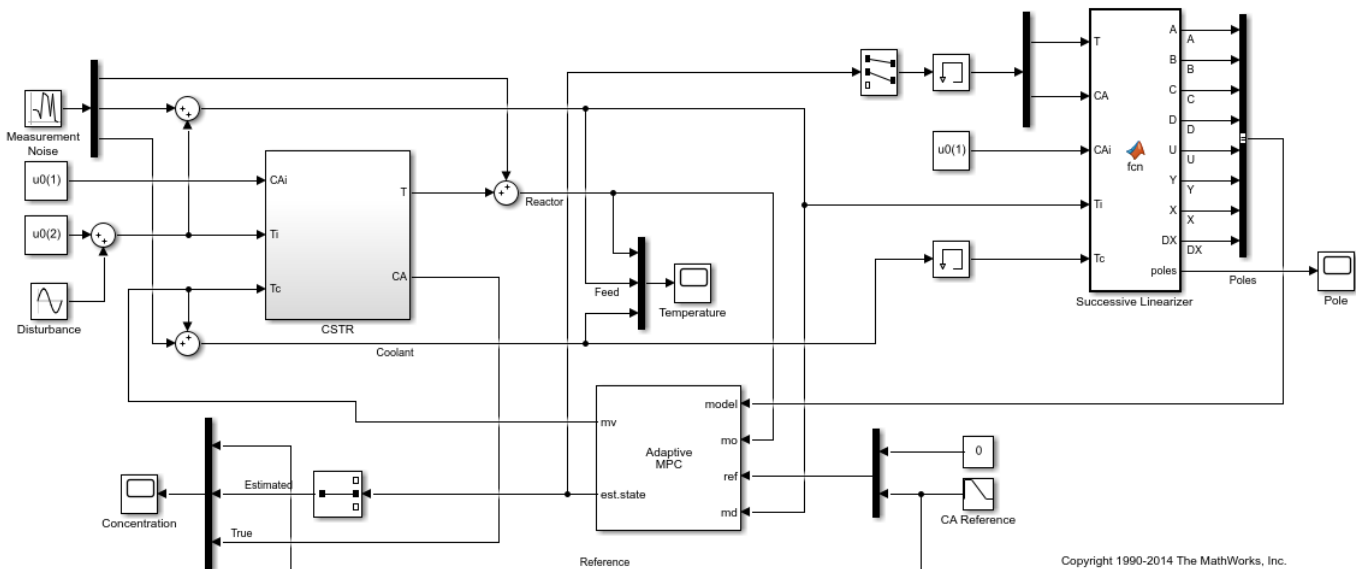 Measurement
Noise
u0(1)
u0(2)
Disturbance
CAi
Ti
Tc
T
CA
CSTR
Reactor
Feed
Temperature
Coolant
u0(1)
T
CA
CAi
Ti
Tc
fcn
A
B
C
D
U
Y
X
DX
poles
A
B
C
D
U
Y
X
DX
Successive Linearizer
Poles
Pole
mv
est.state
Adaptive
MPC
model
mo
ref
md
0
CA Reference
Concentration
Estimated
True
Reference
Copyright 1990-2014 The MathWorks, Inc.